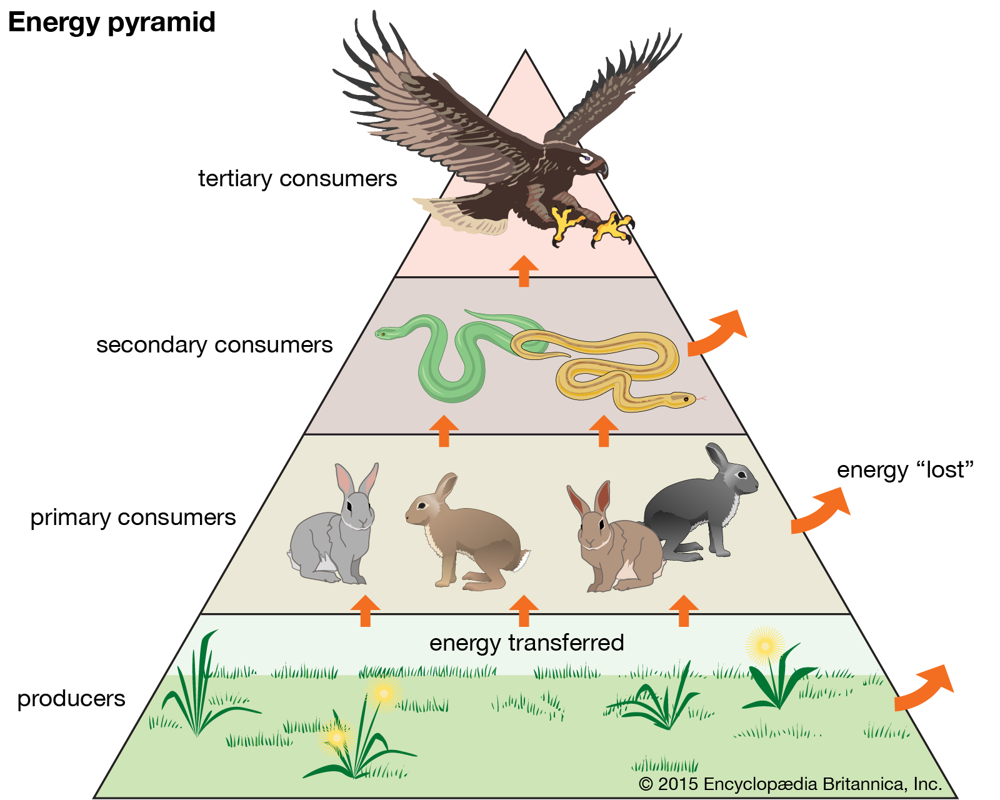 Energy pyramid
tertiary consumers
secondary consumers
energy “lost”
primary consumers
energy transferred
producers
© 2015 Encyclopædia Britannica, Inc.